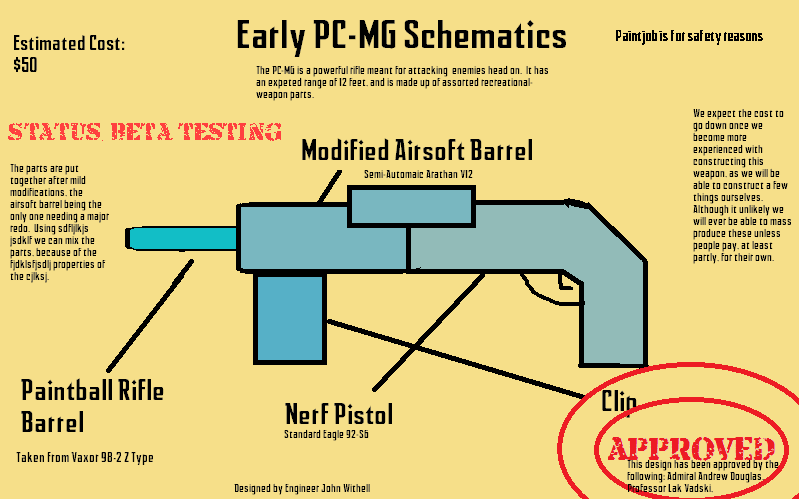 Early PC-MG Schematics
Estimated Cost:
$50
Paintjob is for safety reasons
The PC-MG is a powerful rifle meant for attacking enemies head on. It has
an expeted range of 12 feet, and is made up of assorted recreational-
weapon parts.
STATUS: BETA TESTING
The parts are put
together after mild
modifications, the
airsoft barrel being the
only one needing a major
redo. Using sdfljkjs
jsdklf we can mix the
parts, because of the
fjdklsfjsdlj properties of
the cjlksj.
Modified Airsoft Barrel
Semi-Automaic Arathan V12
We expect the cost to
go down once we
become more
experienced with
constructing this
weapon, as we will be
able to construct a few
things ourselves.
Although it unlikely we
will ever be able to mass
produce these unless
people pay, at least
partly, for their own.
Paintball Rifle
Barrel
Taken from Vaxor 98-2 Z Type
Nerf Pistol
Standard Eagle 92-S6
Clip
APPROVED
This design has been approved by the
following: Admiral Andrew Douglas,
Professor Lak Vadski.
Designed by Engineer John Withell